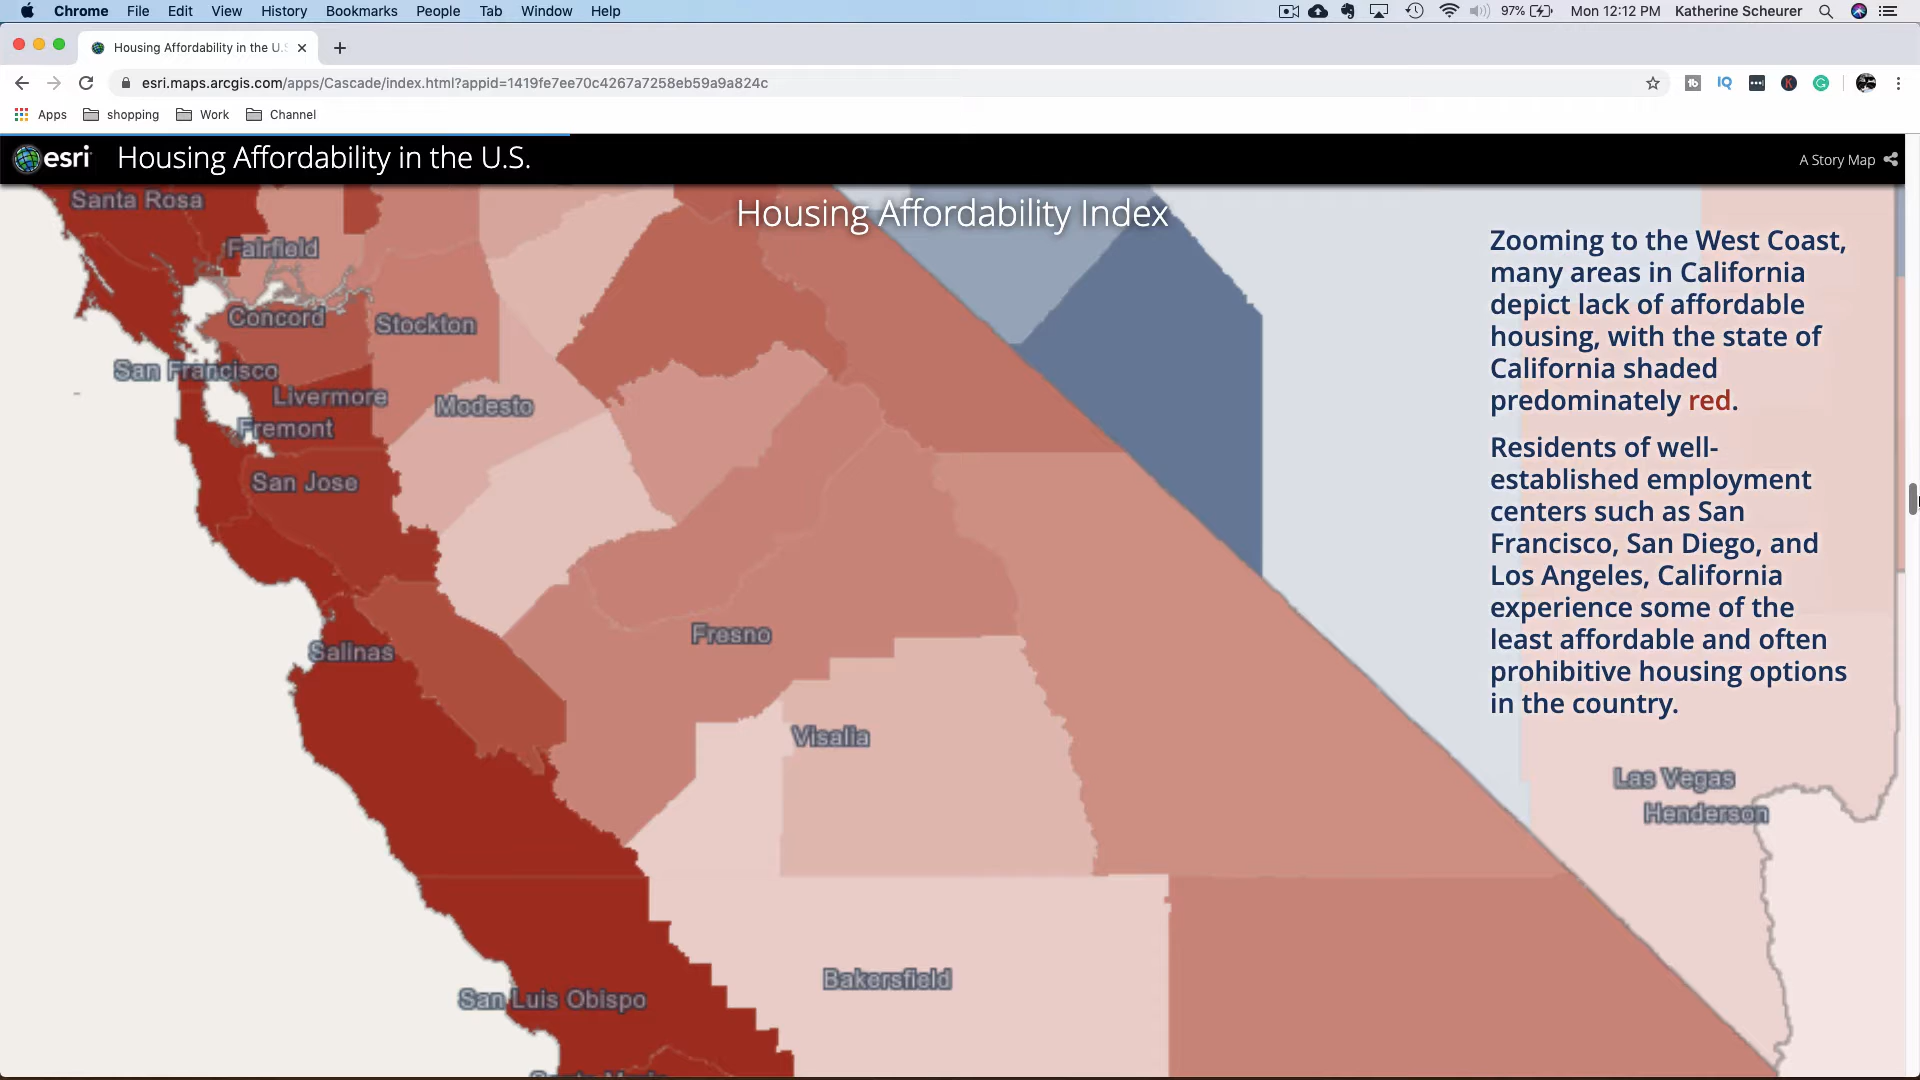 Chrome File Edit View History Bookmarks People Tab Window Help 97% Mon 12:12 PM Katherine Scheurer
Housing Affordability in the U.S
esri.maps.arcgis.com/apps/Cascade/index.html?appid=1419fe7ee70c4267a7258eb59a9a824c
Apps shopping Work Channel
esri Housing Affordability in the U.S. A Story Map
Housing Affordability Index
Santa Rosa
Fairfield
Concord
Stockton
San Francisco
Livermore
Modesto
Fremont
San Jose
Salinas
Fresno
Visalia
Bakersfield
San Luis Obispo
Zooming to the West Coast,
many areas in California
depict lack of affordable
housing, with the state of
California shaded
predominately red.
Residents of well-
established employment
centers such as San
Francisco, San Diego, and
Los Angeles, California
experience some of the
least affordable and often
prohibitive housing options
in the country.
Las Vegas
Henderson